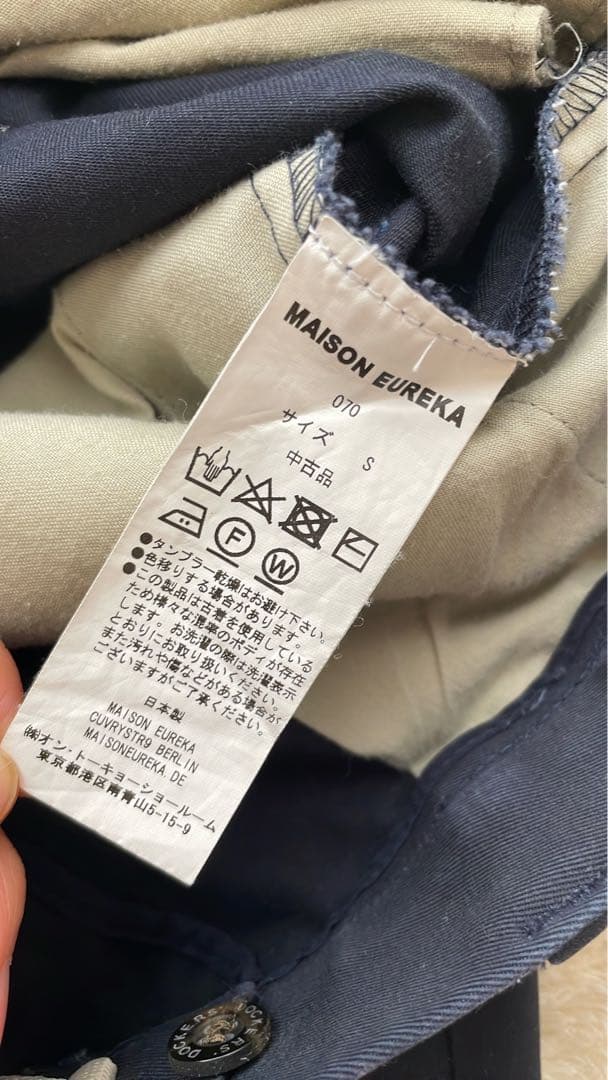 MAISON EUREKA
070
サイズ S
中古品
F W
●タンブラー乾燥はお避け下さい。
●色移りする場合があります。
●この製品は古着を使用している
ため様々な混率のボディが存在
します。お洗濯の際は洗濯表示
とおりにお取り扱いください。
また汚れや傷などがある場合が
ございますがご了承ください。
日本製
MAISON EUREKA
CUVRYSTR9 BERLIN
MAISONEUREKA.DE
㈱オン・トーキョーショールーム
東京都港区南青山5-15-9
DOCKERS DOCKERS